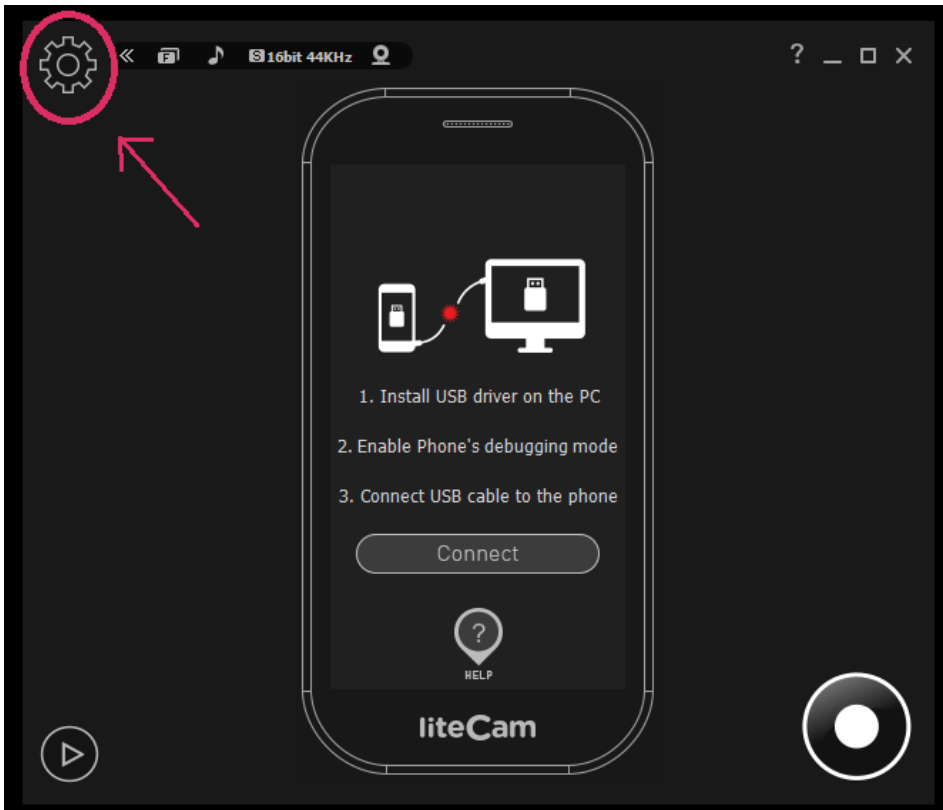 F S 16bit 44KHz ?
1. Install USB driver on the PC
2. Enable Phone's debugging mode
3. Connect USB cable to the phone
Connect
?
HELP
liteCam